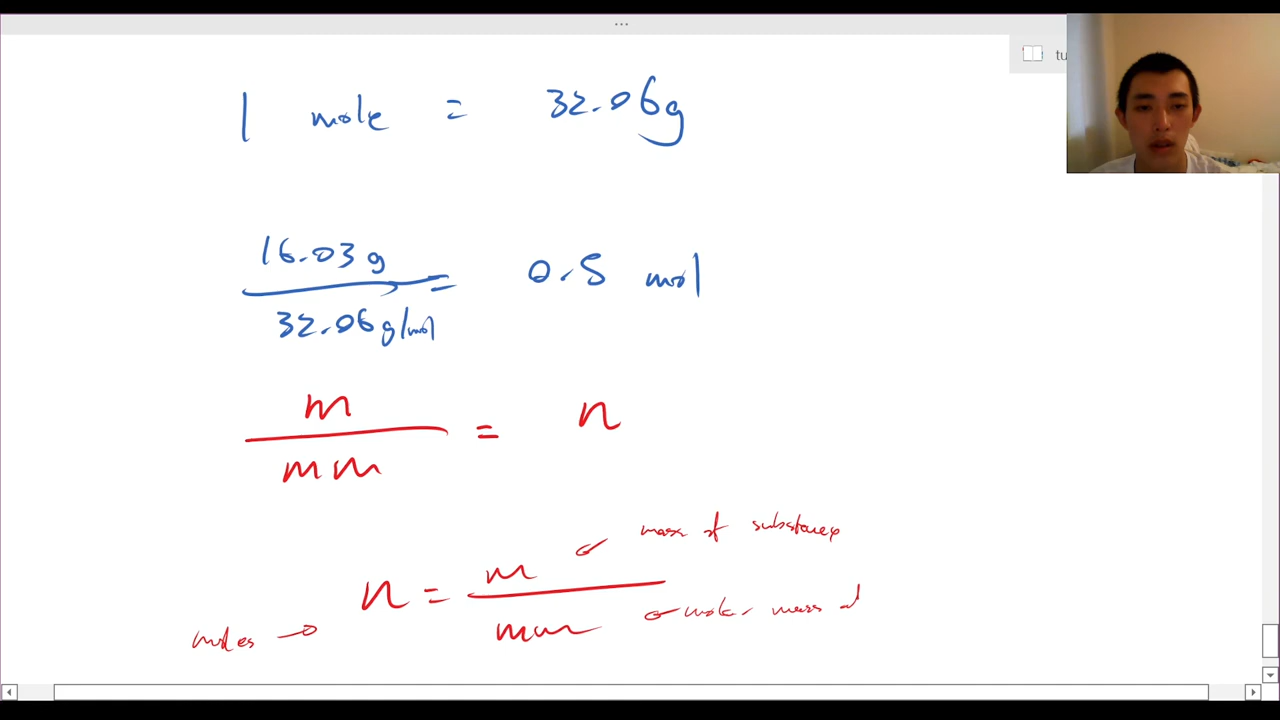 ...
tu
1 mole = 32.06g
16.03g
= 0.5 mol
32.06g/mol
m
= n
mm
mass of substance
n = m
molar mass
mm
moles